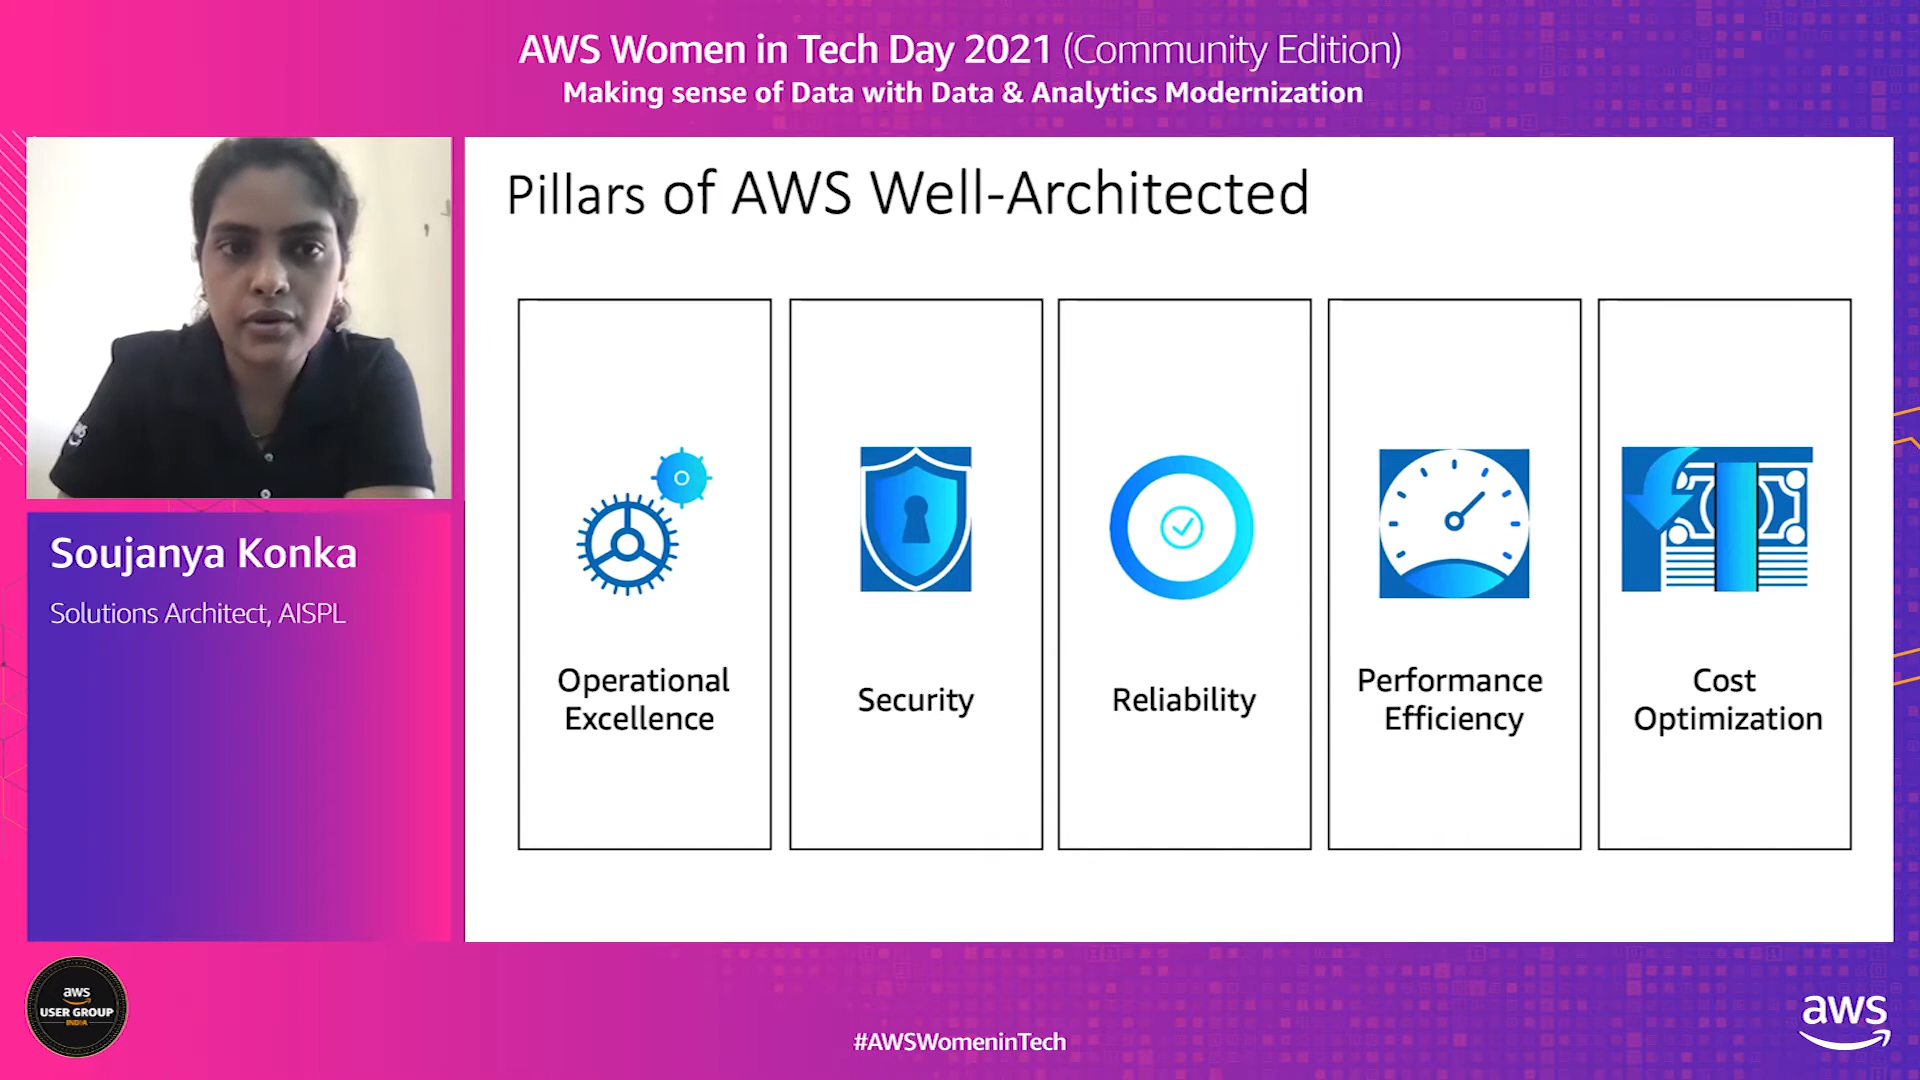 AWS Women in Tech Day 2021 (Community Edition)
Making sense of Data with Data & Analytics Modernization
Pillars of AWS Well-Architected
Operational
Excellence
Security
Reliability
Performance
Efficiency
Cost
Optimization
Soujanya Konka
Solutions Architect, AISPL
aws
USER GROUP
INDIA
#AWSWomeninTech
aws